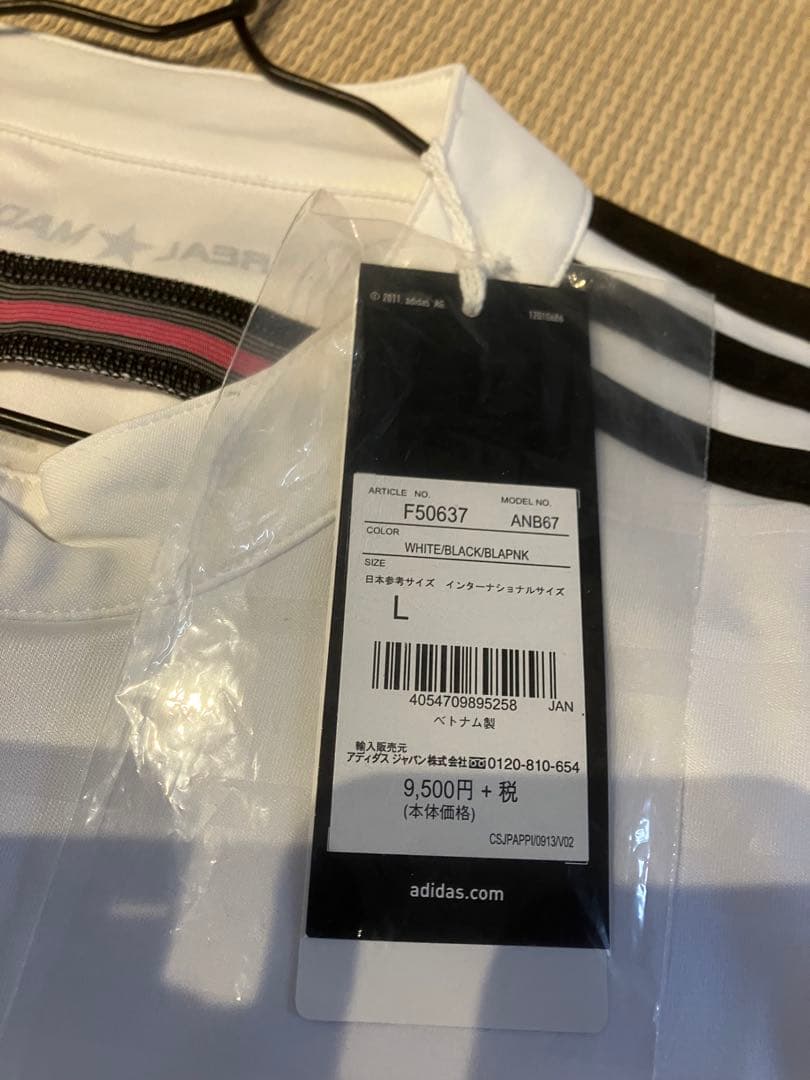 REAL MAD
© 2011. adidas AG
12010686
ARTICLE NO.
F50637
MODEL NO.
ANB67
COLOR
WHITE/BLACK/BLAPNK
SIZE
日本参考サイズ インターナショナルサイズ
L
4054709895258 JAN
ベトナム製
輸入販売元
アディダス ジャパン株式会社 0120-810-654
9,500円 + 税
(本体価格)
CSJPAPPI/0913/V02
adidas.com